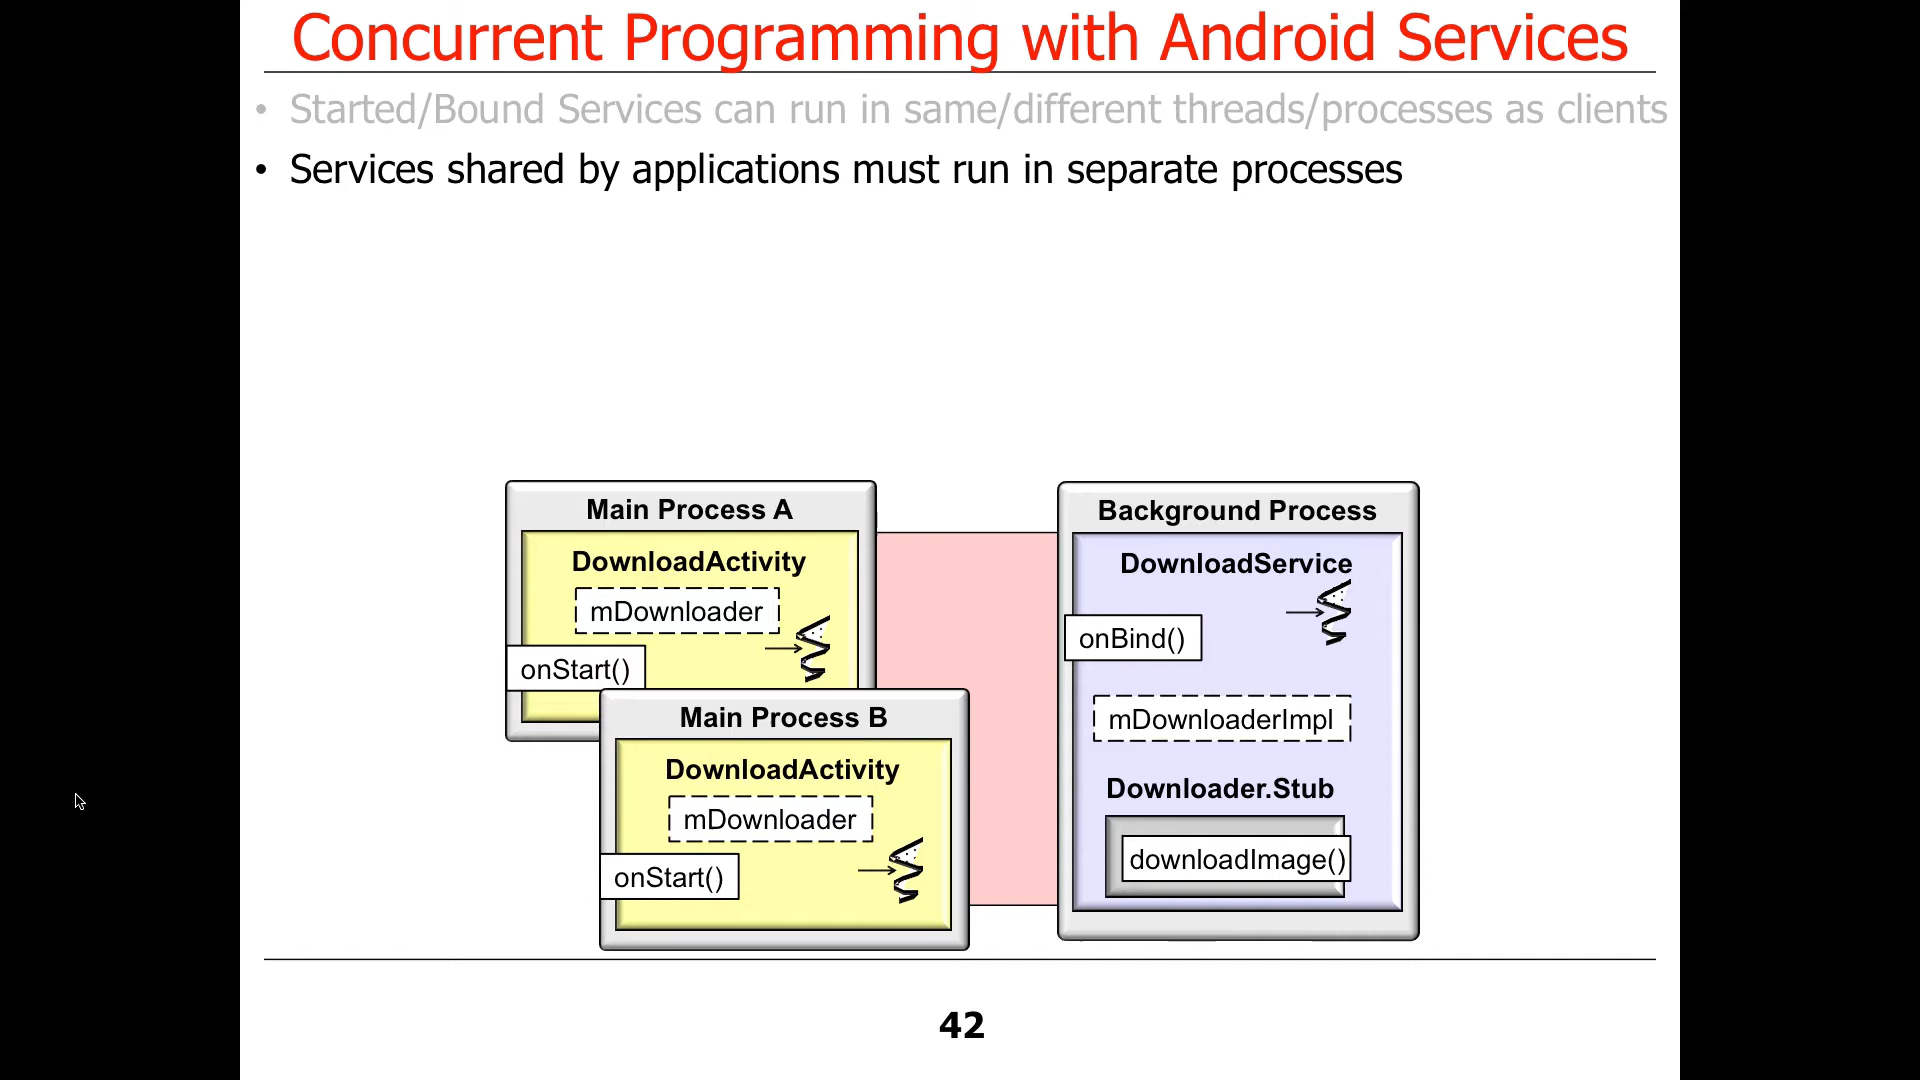 Concurrent Programming with Android Services
• Started/Bound Services can run in same/different threads/processes as clients
• Services shared by applications must run in separate processes
Main Process A
DownloadActivity
mDownloader
onStart()
Main Process B
DownloadActivity
mDownloader
onStart()
Background Process
DownloadService
onBind()
mDownloaderImpl
Downloader.Stub
downloadImage()
42